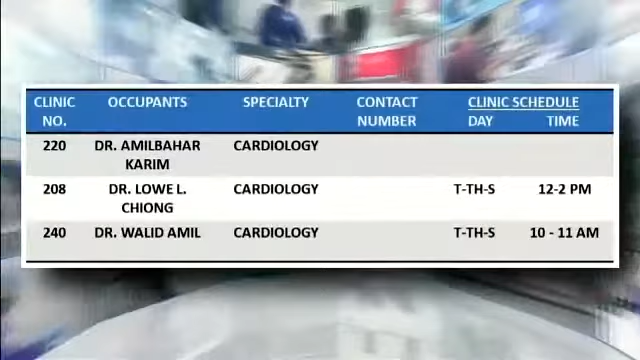 CLINIC NO. OCCUPANTS SPECIALTY CONTACT NUMBER CLINIC SCHEDULE DAY TIME
220 DR. AMILBAHAR KARIM CARDIOLOGY
208 DR. LOWE L. CHIONG CARDIOLOGY T-TH-S 12-2 PM
240 DR. WALID AMIL CARDIOLOGY T-TH-S 10 - 11 AM